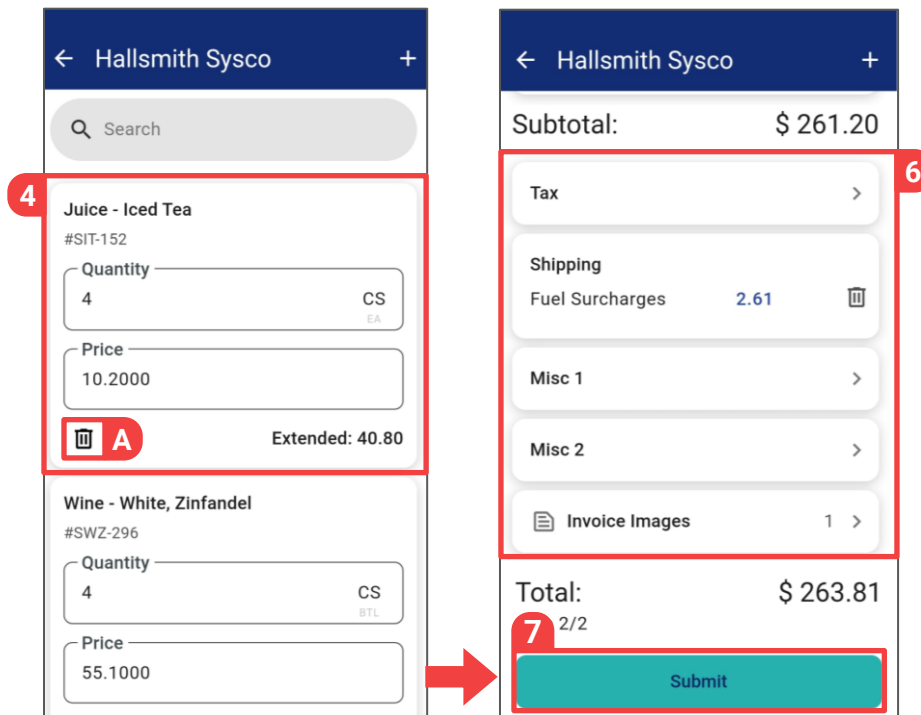 Hallsmith Sysco +
Search
4
Juice - Iced Tea
#SIT-152
Quantity
4 CS
EA
Price
10.2000
A Extended: 40.80
Wine - White, Zinfandel
#SWZ-296
Quantity
4 CS
BTL
Price
55.1000
Hallsmith Sysco +
Subtotal: $ 261.20
6
Tax
Shipping
Fuel Surcharges 2.61
Misc 1
Misc 2
Invoice Images 1
Total: $ 263.81
7 2/2
Submit